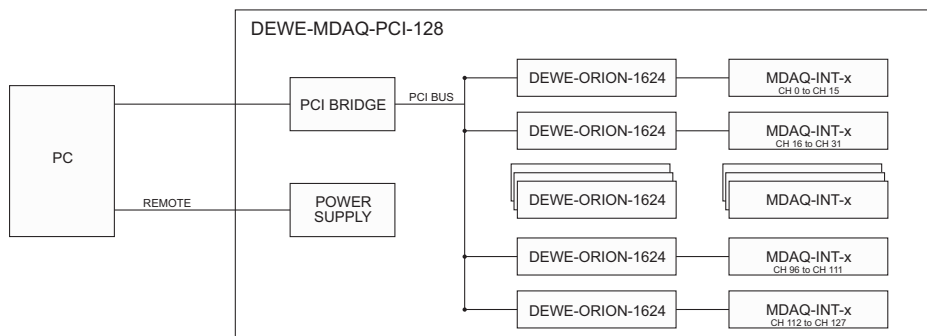 DEWE-MDAQ-PCI-128
PC
REMOTE
PCI BRIDGE
PCI BUS
POWER
SUPPLY
DEWE-ORION-1624
MDAQ-INT-x
CH 0 to CH 15
DEWE-ORION-1624
MDAQ-INT-x
CH 16 to CH 31
DEWE-ORION-1624
MDAQ-INT-x
DEWE-ORION-1624
MDAQ-INT-x
CH 96 to CH 111
DEWE-ORION-1624
MDAQ-INT-x
CH 112 to CH 127